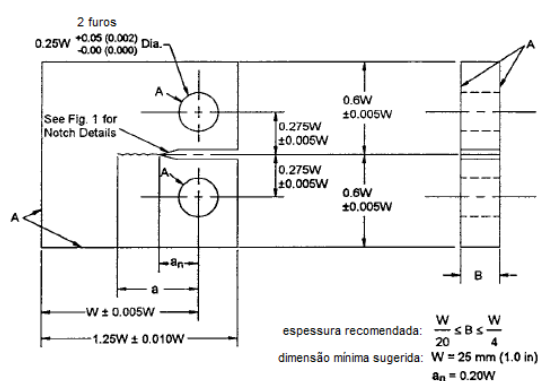 2 furos
0.25W +0.05 (0.002) Dia.
-0.00 (0.000)
A
A
See Fig. 1 for
Notch Details
0.275W
±0.005W
0.6W
±0.005W
A
0.275W
±0.005W
0.6W
±0.005W
A
an
a
B
W ± 0.005W
1.25W ± 0.010W
espessura recomendada: W/20 ≤ B ≤ W/4
dimensão mínima sugerida: W = 25 mm (1.0 in)
an = 0.20W